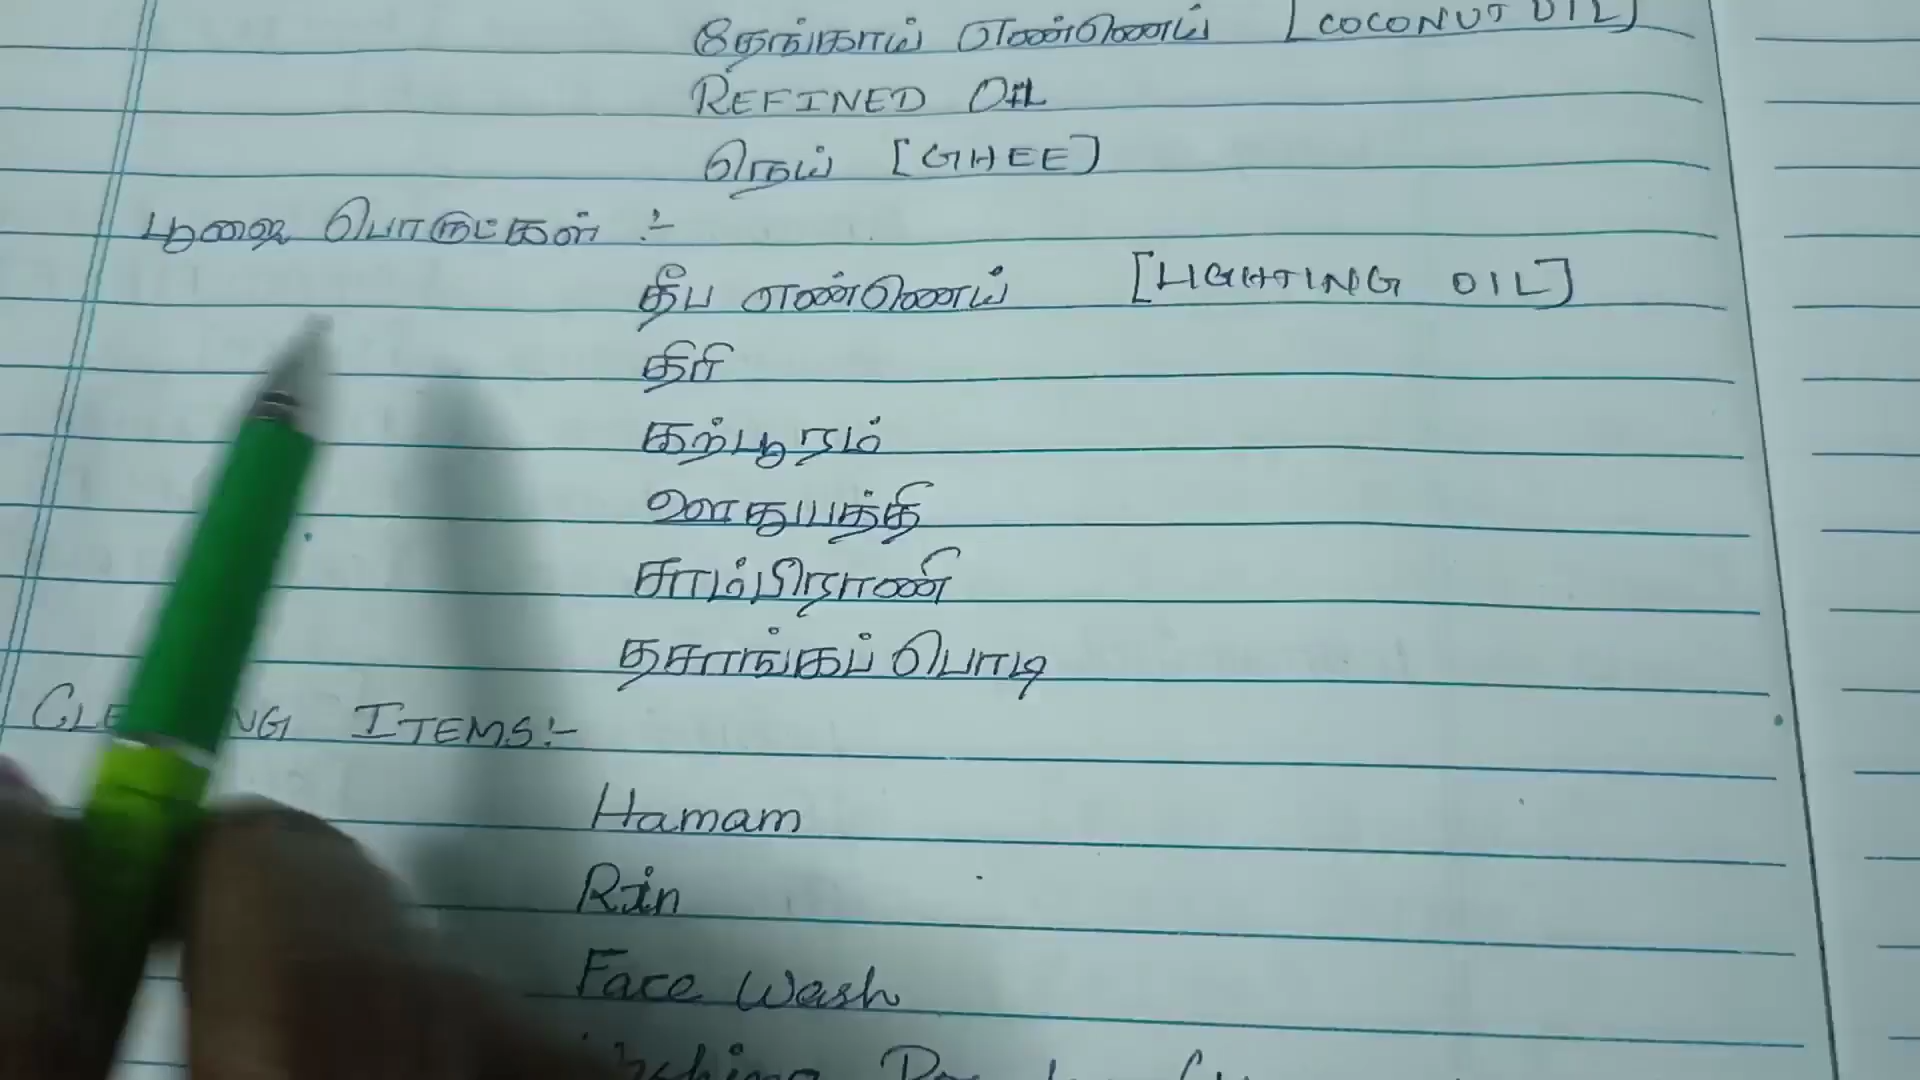 தேங்காய் எண்ணெய் [COCONUT OIL]
REFINED OIL
நெய் [GHEE]
பூஜை பொருட்கள் :-
தீப எண்ணெய் [LIGHTING OIL]
திரி
கற்பூரம்
ஊதுபத்தி
சாம்பிராணி
தசாங்கப் பொடி
ITEMS:-
Hamam
Rin
Face Wash